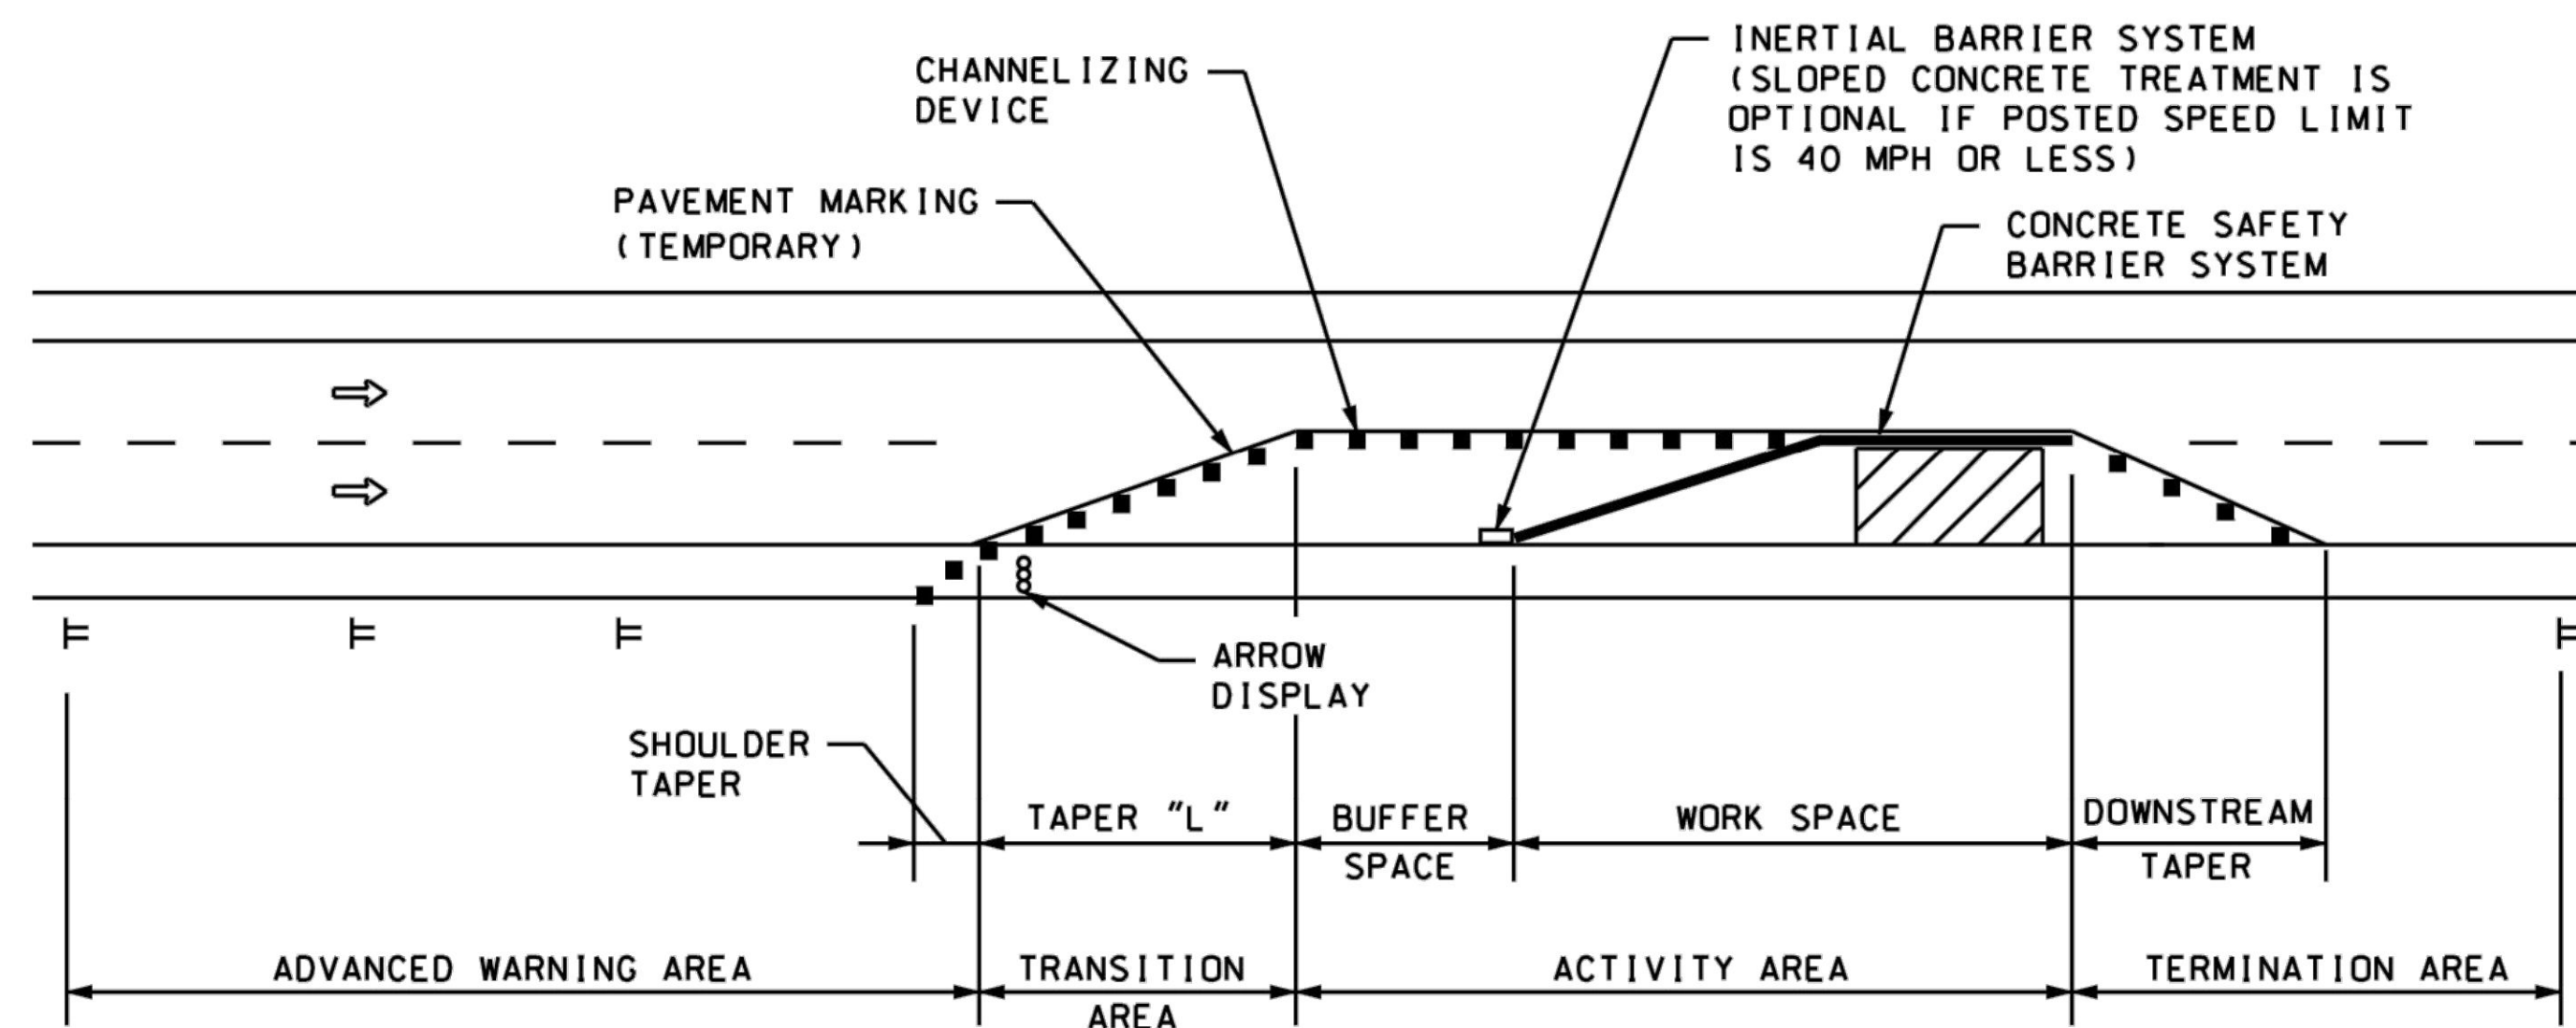 INERTIAL BARRIER SYSTEM
(SLOPED CONCRETE TREATMENT IS
OPTIONAL IF POSTED SPEED LIMIT
IS 40 MPH OR LESS)
CHANNELIZING
DEVICE
PAVEMENT MARKING
(TEMPORARY)
CONCRETE SAFETY
BARRIER SYSTEM
ARROW
DISPLAY
SHOULDER
TAPER
TAPER "L"
BUFFER
SPACE
WORK SPACE
DOWNSTREAM
TAPER
ADVANCED WARNING AREA
TRANSITION
AREA
ACTIVITY AREA
TERMINATION AREA